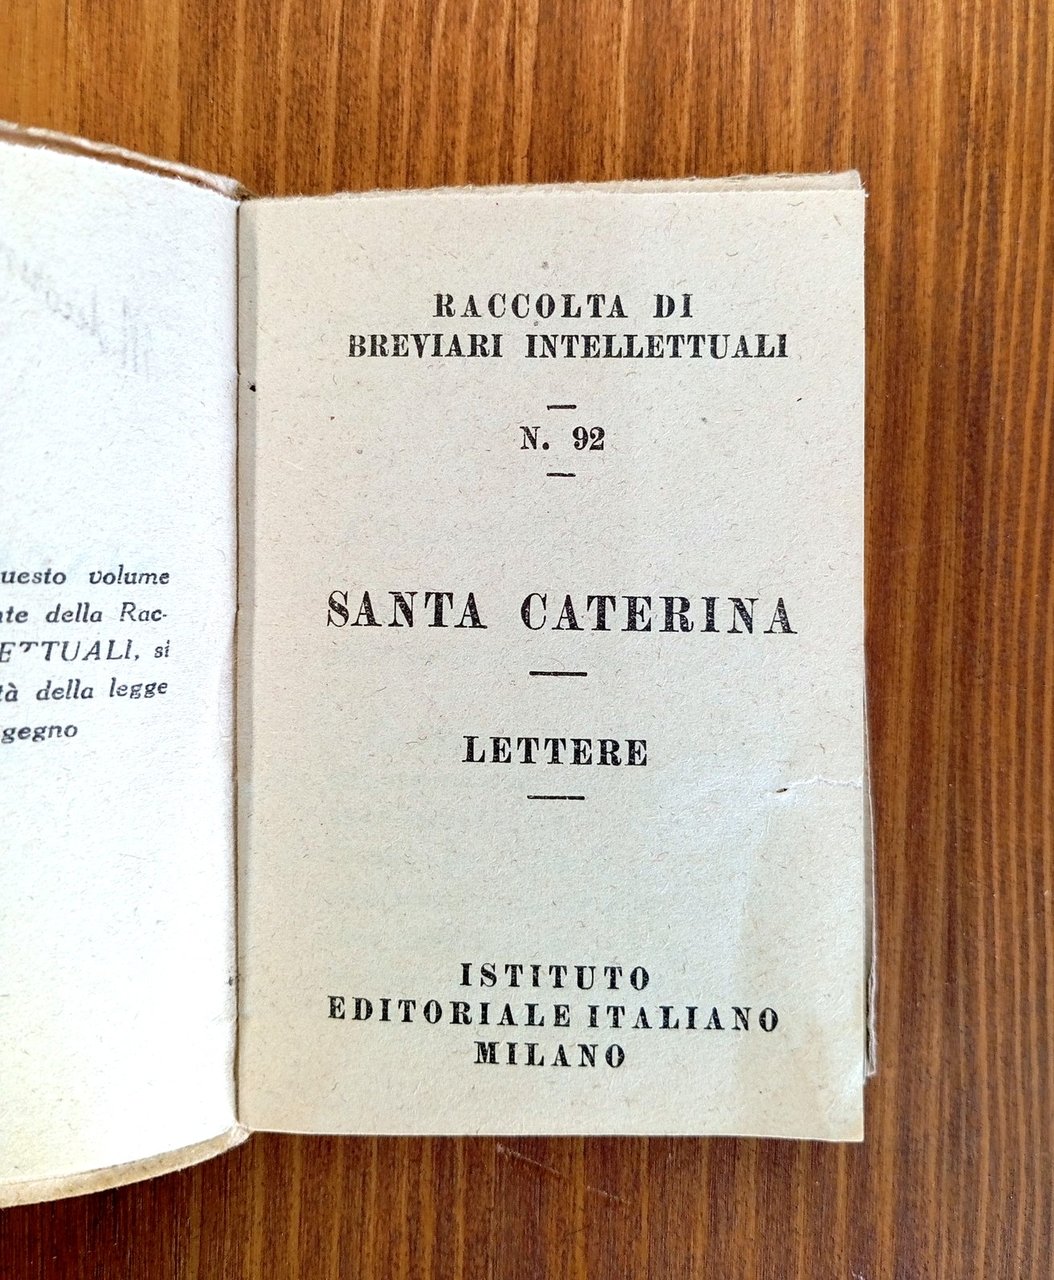 uesto volume
nte della Rac-
ETTUALI, si
tà della legge
gegno
RACCOLTA DI
BREVIARI INTELLETTUALI
N. 92
SANTA CATERINA
LETTERE
ISTITUTO
EDITORIALE ITALIANO
MILANO